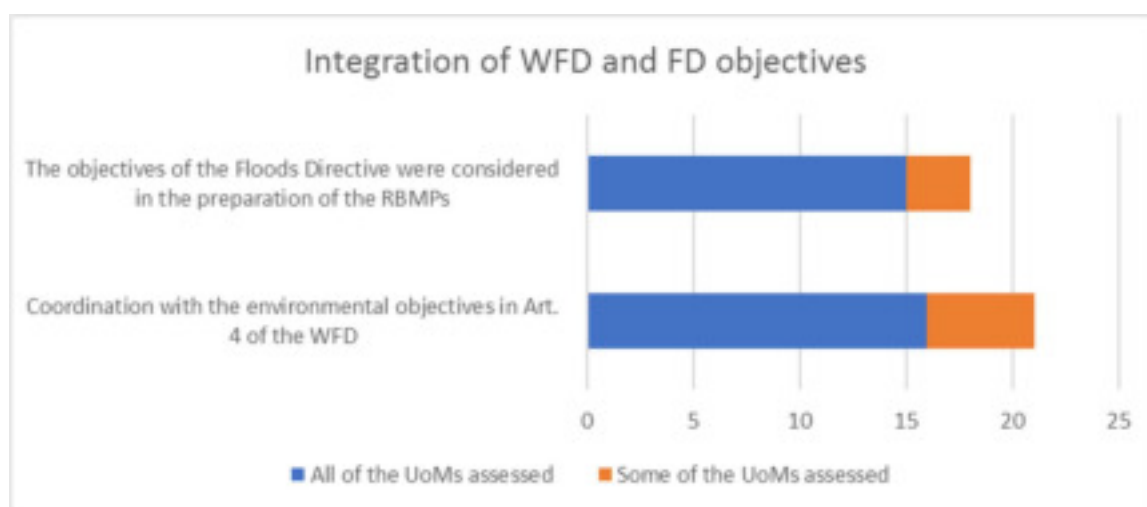 Integration of WFD and FD objectives
The objectives of the Floods Directive were considered
in the preparation of the RBMPs
Coordination with the environmental objectives in Art.
4 of the WFD
0 5 10 15 20 25
All of the UoMs assessed Some of the UoMs assessed